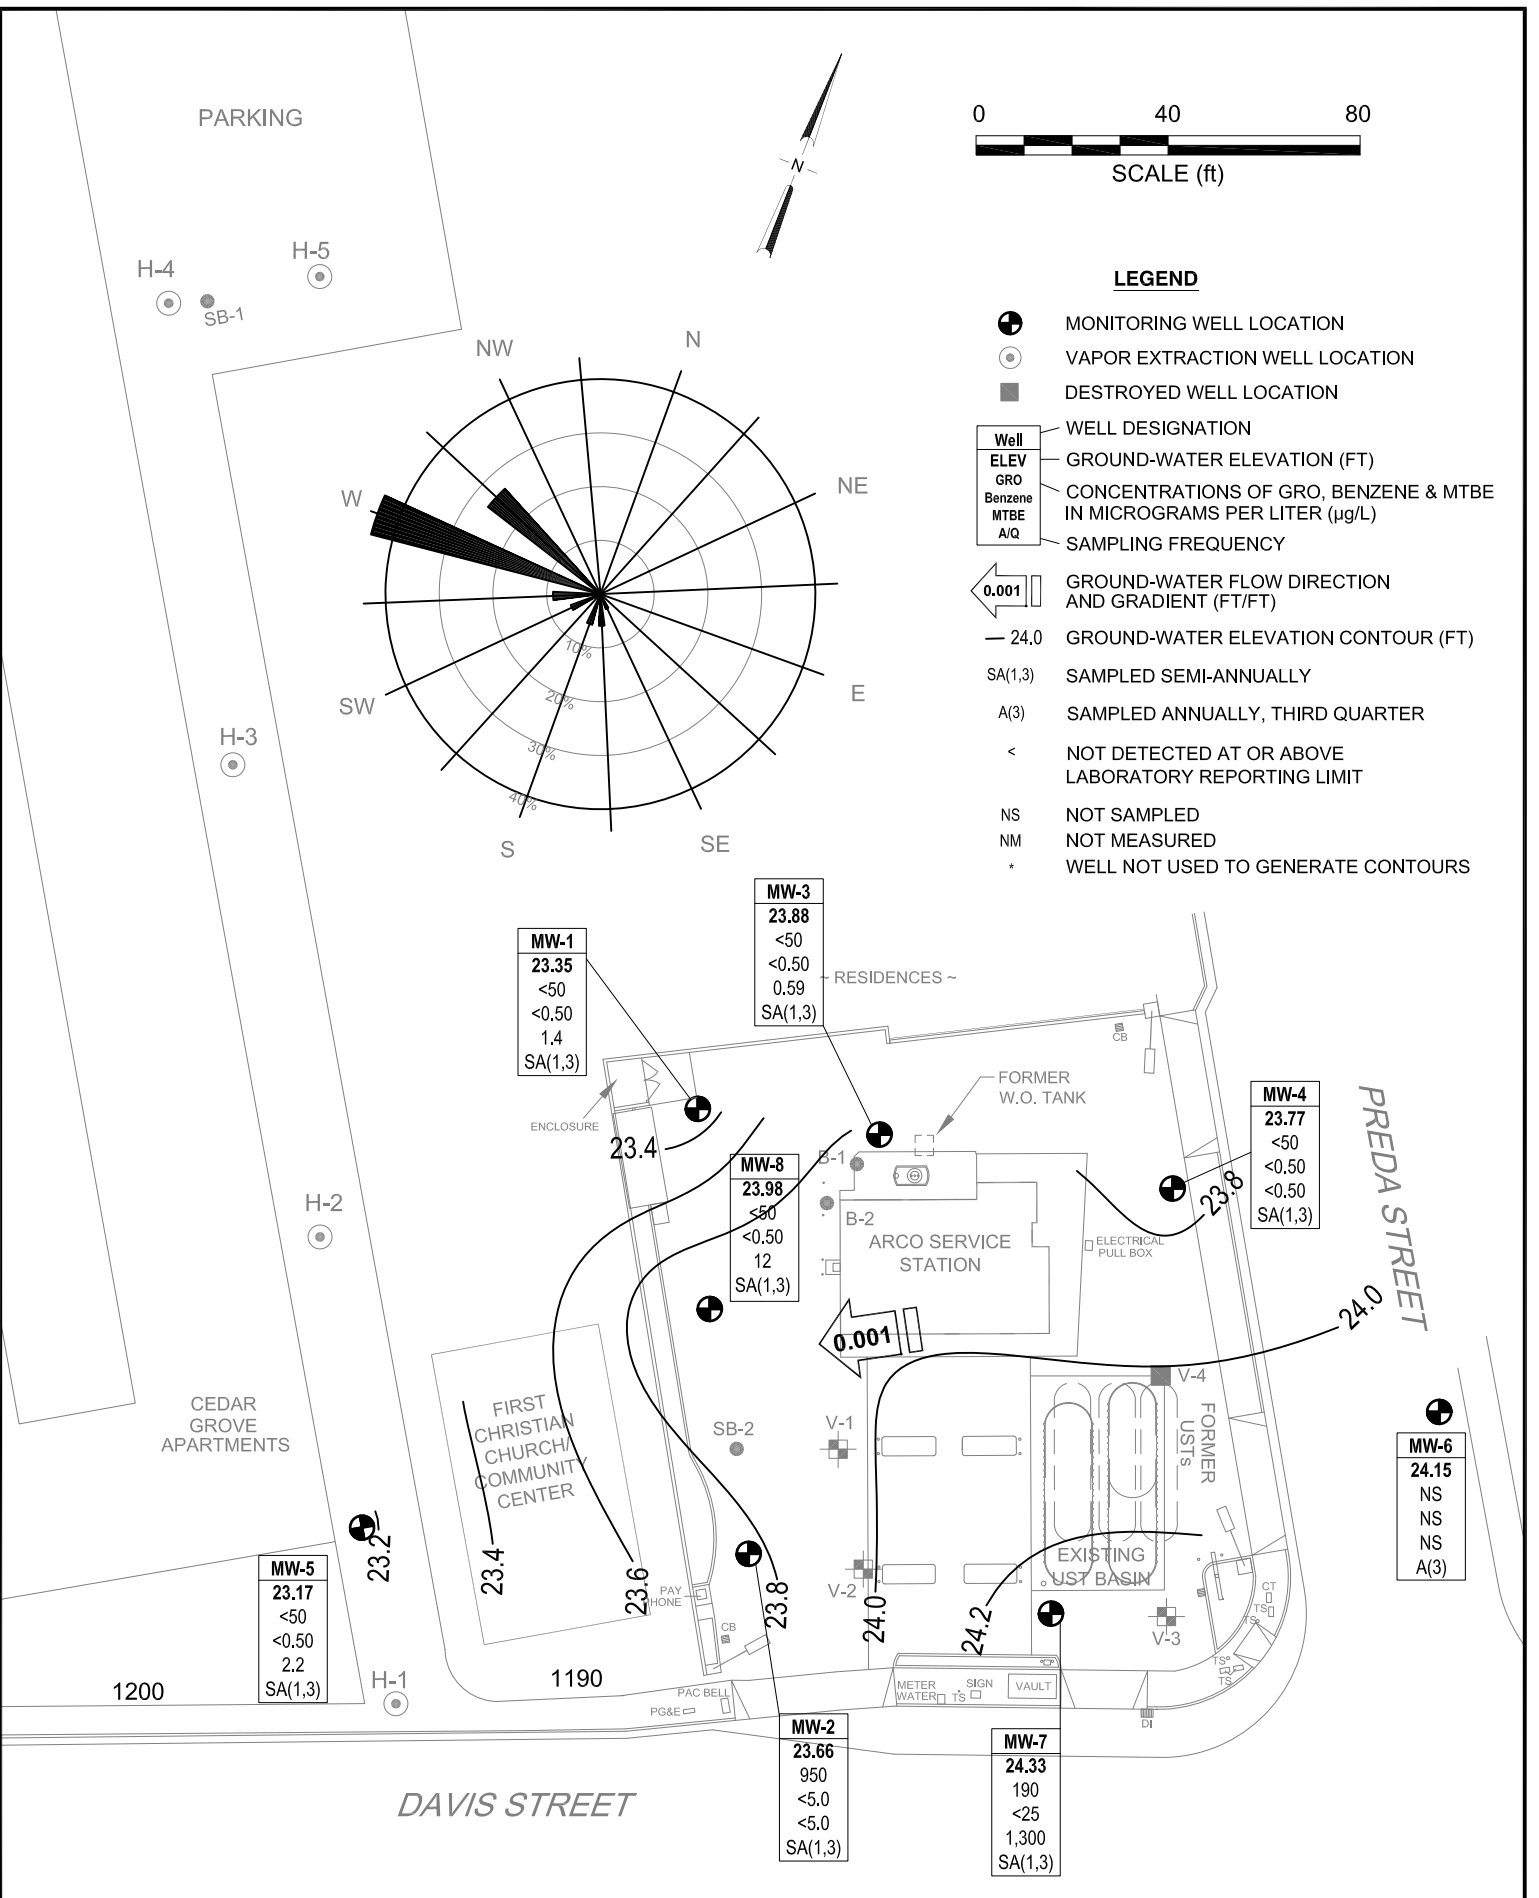 PARKING
N
0 40 80
SCALE (ft)
H-4
SB-1
H-5
LEGEND
MONITORING WELL LOCATION
VAPOR EXTRACTION WELL LOCATION
DESTROYED WELL LOCATION
Well
ELEV
GRO
Benzene
MTBE
A/Q
WELL DESIGNATION
GROUND-WATER ELEVATION (FT)
CONCENTRATIONS OF GRO, BENZENE & MTBE
IN MICROGRAMS PER LITER (µg/L)
SAMPLING FREQUENCY
0.001
GROUND-WATER FLOW DIRECTION
AND GRADIENT (FT/FT)
24.0 GROUND-WATER ELEVATION CONTOUR (FT)
SA(1,3) SAMPLED SEMI-ANNUALLY
A(3) SAMPLED ANNUALLY, THIRD QUARTER
< NOT DETECTED AT OR ABOVE
LABORATORY REPORTING LIMIT
NS NOT SAMPLED
NM NOT MEASURED
* WELL NOT USED TO GENERATE CONTOURS
NW
N
NE
W
E
SW
S
SE
10%
20%
30%
40%
H-3
H-2
MW-1
23.35
<50
<0.50
1.4
SA(1,3)
MW-3
23.88
<50
<0.50
0.59
SA(1,3)
~ RESIDENCES ~
CB
FORMER
W.O. TANK
ENCLOSURE
23.4
MW-4
23.77
<50
<0.50
<0.50
SA(1,3)
PREDA STREET
MW-8
23.98
<50
<0.50
12
SA(1,3)
B-1
B-2
ARCO SERVICE
STATION
23.8
ELECTRICAL
PULL BOX
24.0
0.001
V-4
FORMER
USTs
CEDAR
GROVE
APARTMENTS
FIRST
CHRISTIAN
CHURCH/
COMMUNITY
CENTER
SB-2
V-1
MW-6
24.15
NS
NS
NS
A(3)
23.2
23.4
23.6
23.8
24.0
24.2
EXISTING
UST BASIN
V-2
V-3
PAY
PHONE
CB
CT
TS
TS
TS
TS
MW-5
23.17
<50
<0.50
2.2
SA(1,3)
1200
H-1
1190
PAC BELL
PG&E
METER
WATER
TS
SIGN
VAULT
DI
MW-2
23.66
950
<5.0
<5.0
SA(1,3)
MW-7
24.33
190
<25
1,300
SA(1,3)
DAVIS STREET